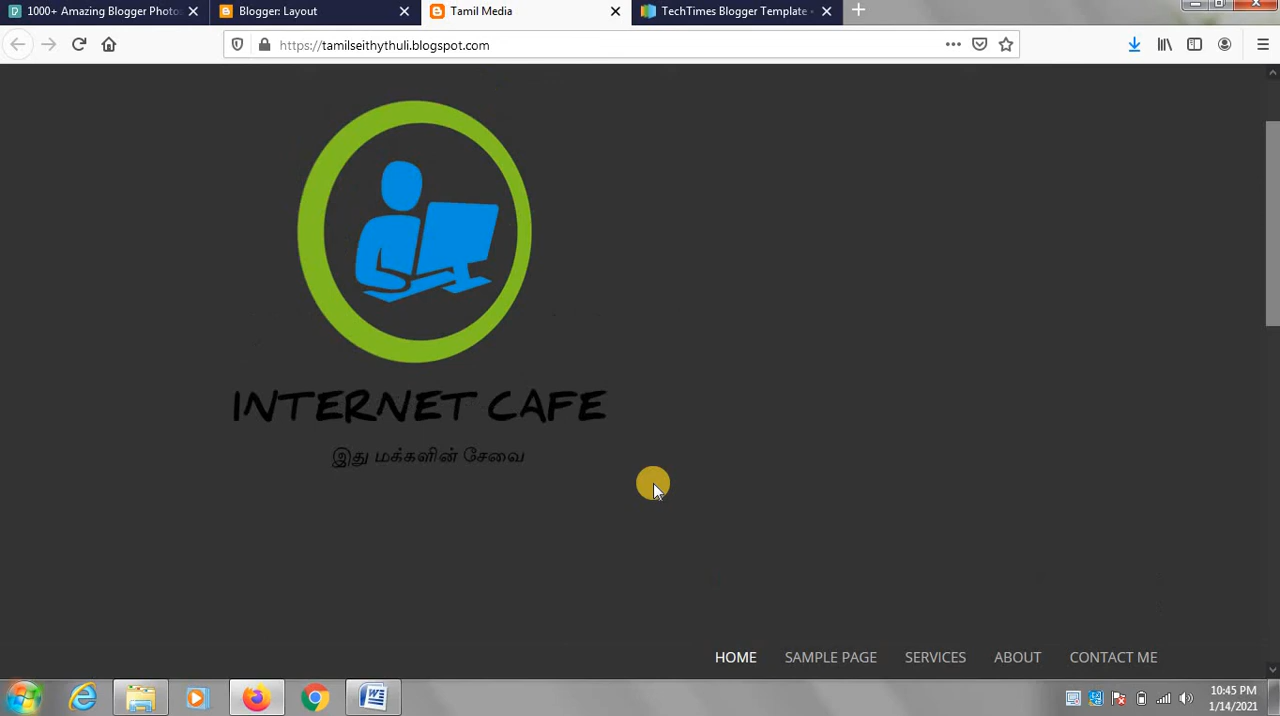 1000+ Amazing Blogger Photo
Blogger: Layout
Tamil Media
TechTimes Blogger Template -
https://tamilseithythuli.blogspot.com
INTERNET CAFE
இது மக்களின் சேவை
HOME
SAMPLE PAGE
SERVICES
ABOUT
CONTACT ME
10:45 PM
1/14/2021